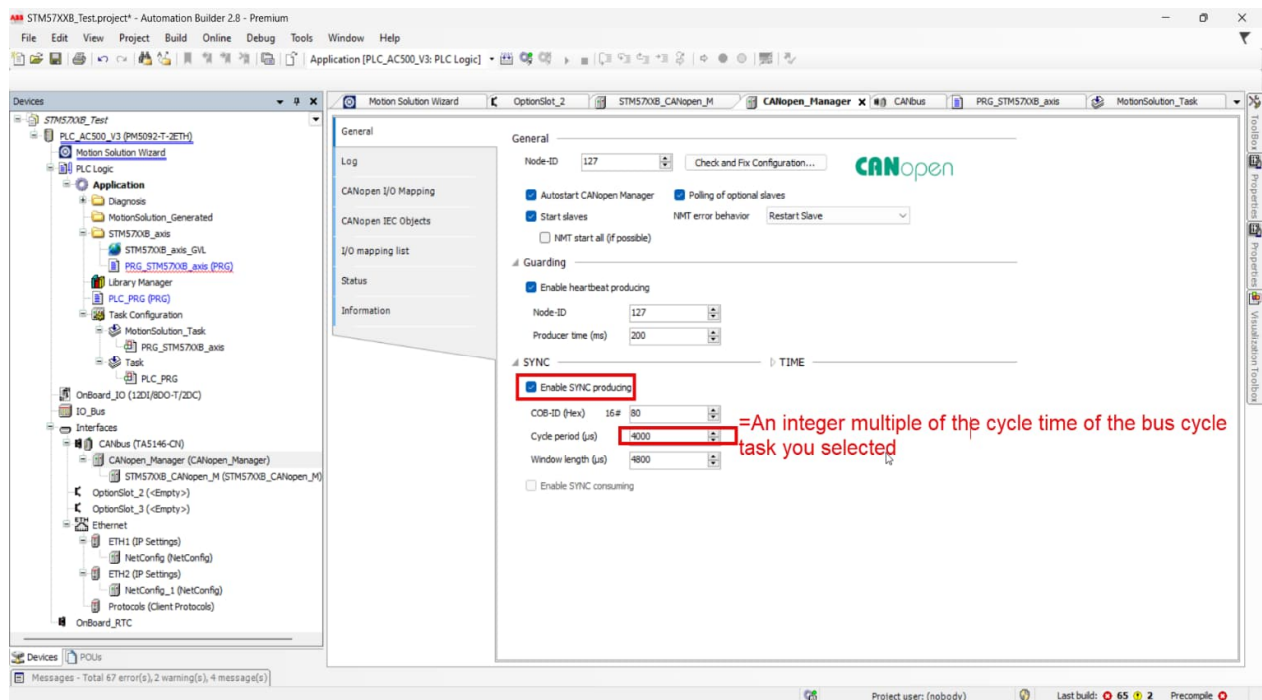 ABB STM57XXB_Test.project* - Automation Builder 2.8 - Premium
File Edit View Project Build Online Debug Tools Window Help
Application [PLC_AC500_V3: PLC Logic]
Devices
STM57XXB_Test
PLC_AC500_V3 (PM5092-T-2ETH)
Motion Solution Wizard
PLC Logic
Application
Diagnosis
MotionSolution_Generated
STM57XXB_axis
STM57XXB_axis_GVL
PRG_STM57XXB_axis (PRG)
Library Manager
PLC_PRG (PRG)
Task Configuration
MotionSolution_Task
PRG_STM57XXB_axis
Task
PLC_PRG
OnBoard_IO (12DI/8DO-T/2DC)
IO_Bus
Interfaces
CANbus (TA5146-CN)
CANopen_Manager (CANopen_Manager)
STM57XXB_CANopen_M (STM57XXB_CANopen_M)
OptionSlot_2 (<Empty>)
OptionSlot_3 (<Empty>)
Ethernet
ETH1 (IP Settings)
NetConfig (NetConfig)
ETH2 (IP Settings)
NetConfig_1 (NetConfig)
Protocols (Client Protocols)
OnBoard_RTC
Devices POUs
Motion Solution Wizard OptionSlot_2 STM57XXB_CANopen_M CANopen_Manager CANbus PRG_STM57XXB_axis MotionSolution_Task
General
Log
CANopen I/O Mapping
CANopen IEC Objects
I/O mapping list
Status
Information
General
Node-ID 127 Check and Fix Configuration... CANopen
Autostart CANopen Manager Polling of optional slaves
Start slaves NMT error behavior Restart Slave
NMT start all (if possible)
Guarding
Enable heartbeat producing
Node-ID 127
Producer time (ms) 200
SYNC TIME
Enable SYNC producing
COB-ID (Hex) 16# 80
Cycle period (µs) 4000
=An integer multiple of the cycle time of the bus cycle
task you selected
Window length (µs) 4800
Enable SYNC consuming
ToolBox
Properties
Properties
Visualization Toolbox
Messages - Total 67 error(s), 2 warning(s), 4 message(s)
Project user: (nobody) Last build: 65 2 Precompile